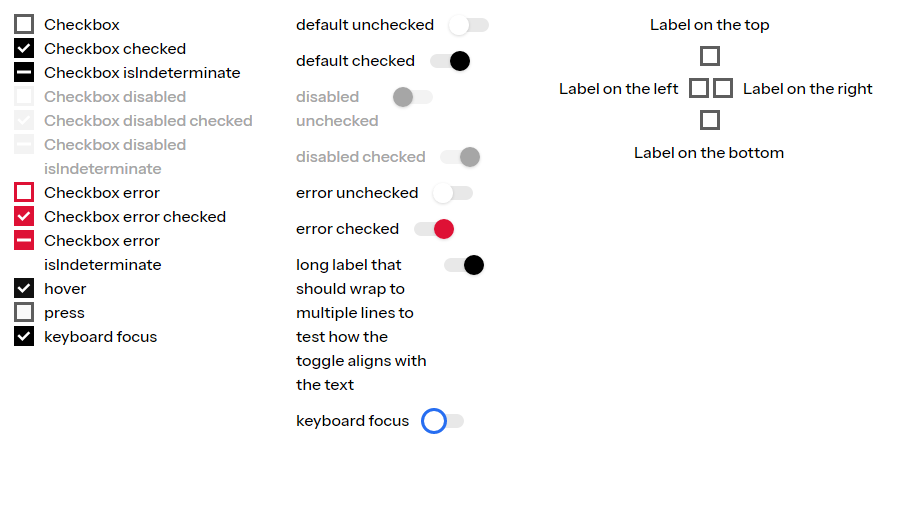 Checkbox
Checkbox checked
Checkbox isIndeterminate
Checkbox disabled
Checkbox disabled checked
Checkbox disabled
isIndeterminate
Checkbox error
Checkbox error checked
Checkbox error
isIndeterminate
hover
press
keyboard focus
default unchecked
default checked
disabled
unchecked
disabled checked
error unchecked
error checked
long label that
should wrap to
multiple lines to
test how the
toggle aligns with
the text
keyboard focus
Label on the top
Label on the left
Label on the right
Label on the bottom